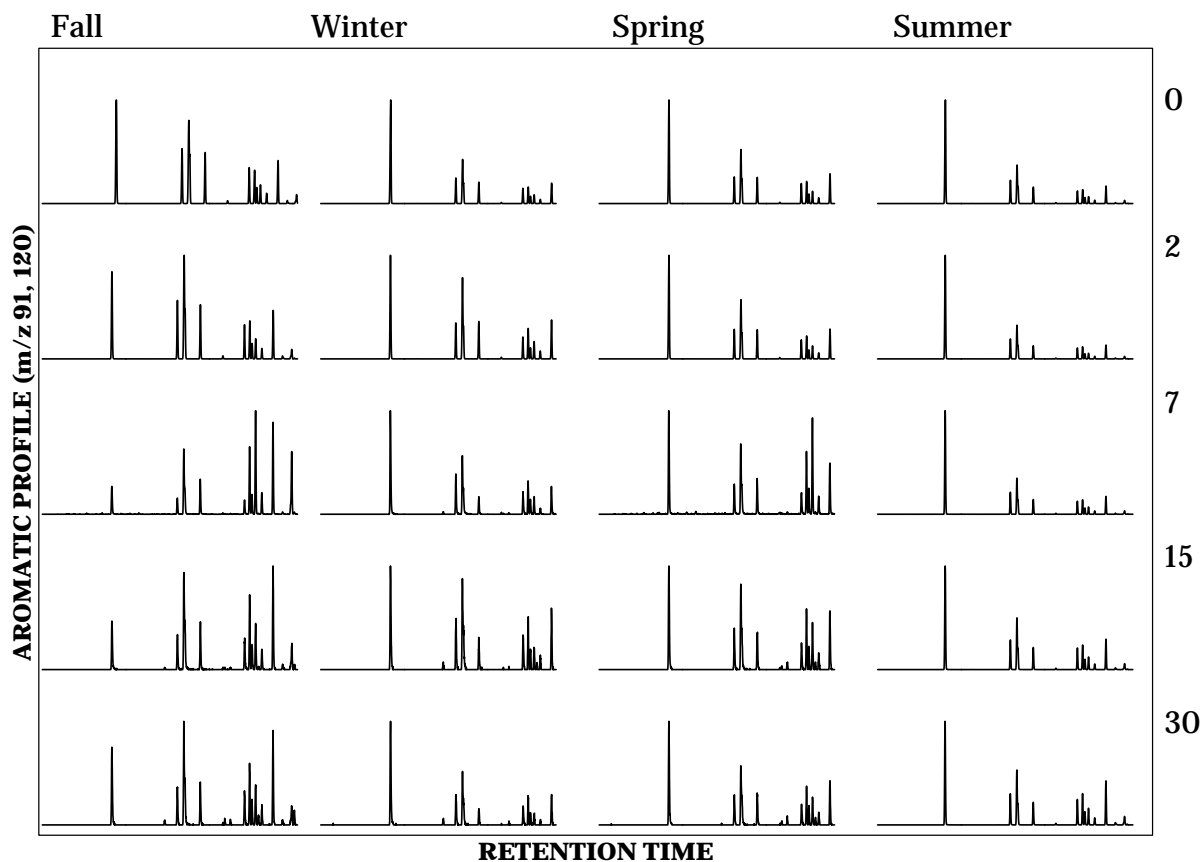 Fall Winter Spring Summer
0
2
7
15
30
AROMATIC PROFILE (m/z 91, 120)
RETENTION TIME